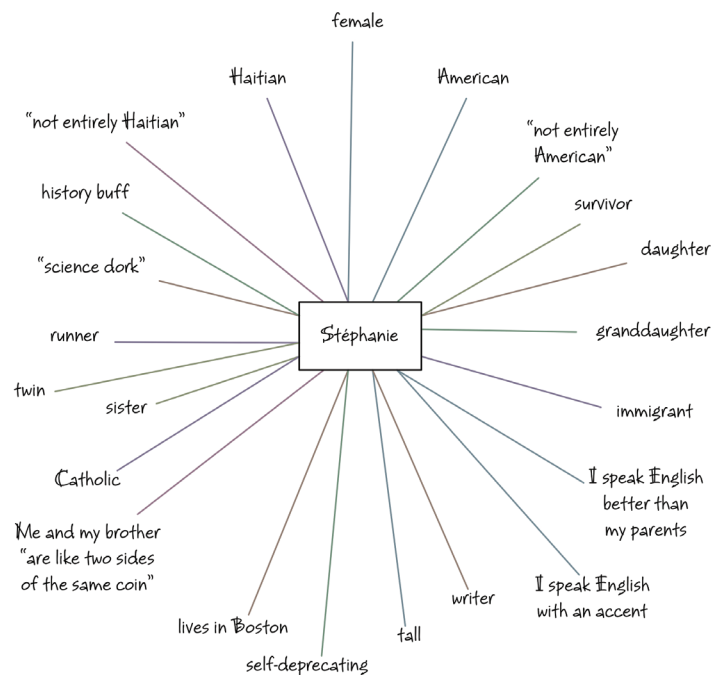 female
Haitian
American
“not entirely Haitian”
“not entirely
American”
history buff
survivor
“science dork”
daughter
runner
Stéphanie
granddaughter
twin
sister
immigrant
Catholic
I speak English
better than
my parents
Me and my brother
“are like two sides
of the same coin”
I speak English
with an accent
lives in Boston
writer
tall
self-deprecating